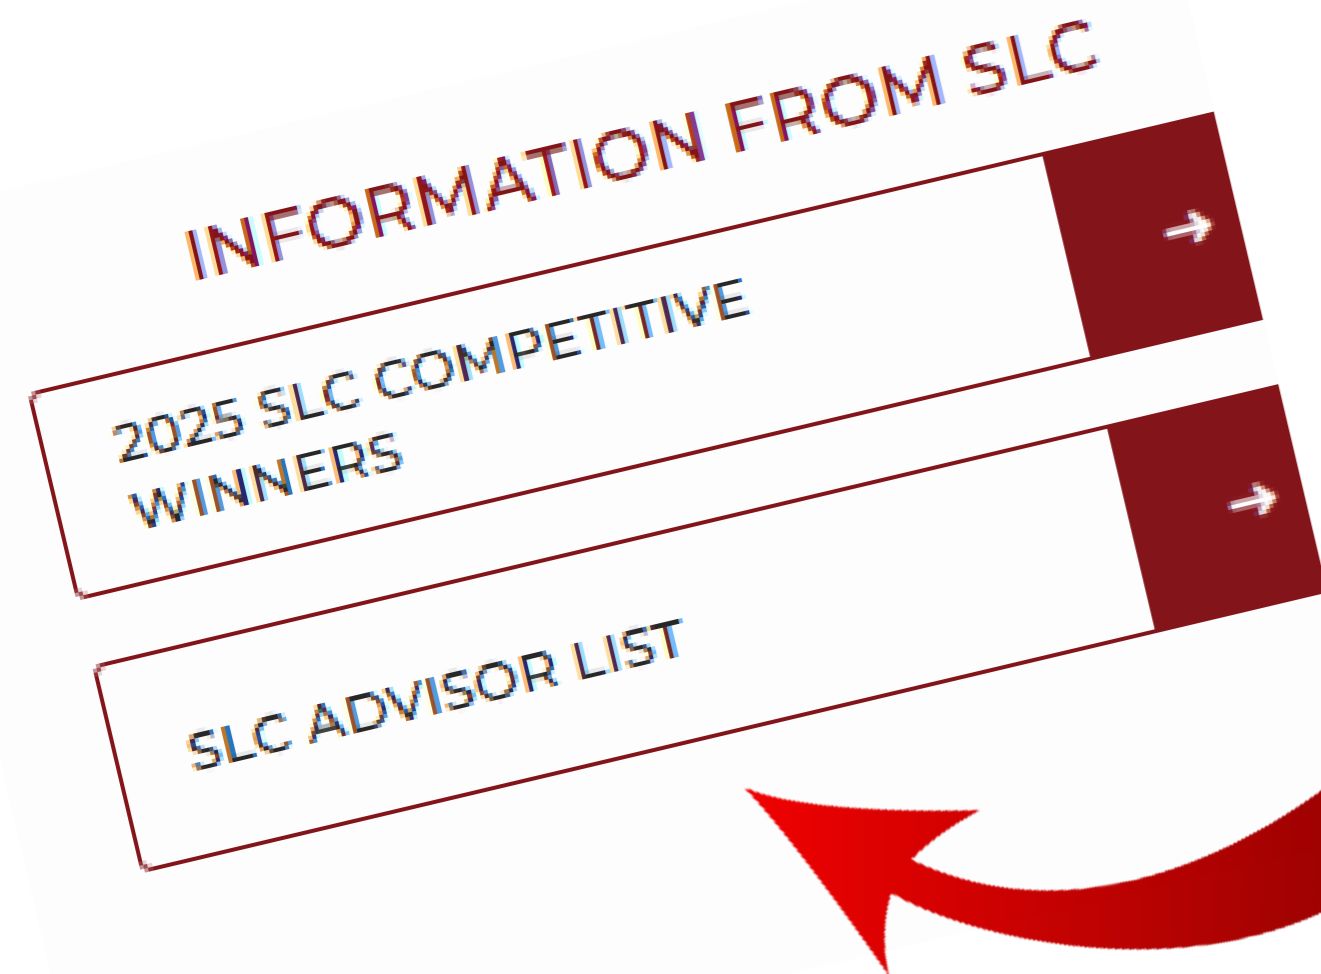 INFORMATION FROM SLC
2025 SLC COMPETITIVE
WINNERS
SLC ADVISOR LIST